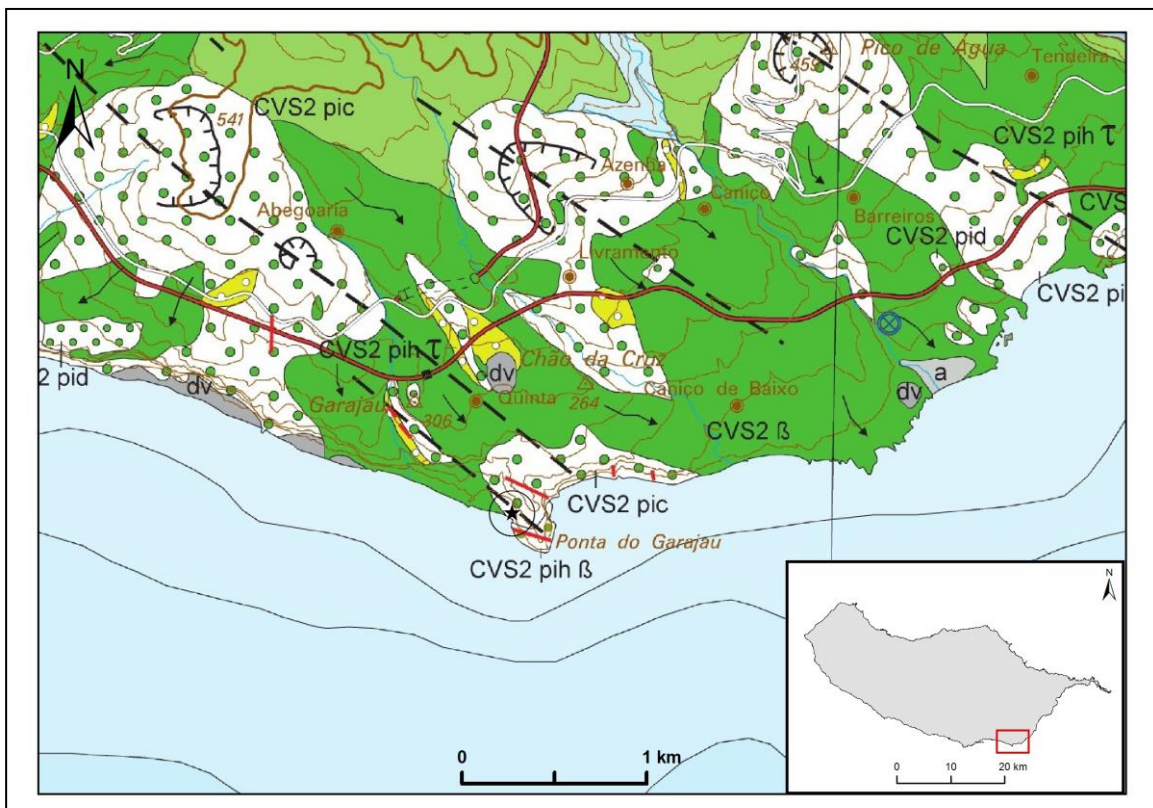 Pico de Água
459
Tendeira
N
541
CVS2 pic
CVS2 pih τ
Azenha
Caniço
Abegoaria
Barreiros
CVS
CVS2 pid
Livramento
CVS2 pi
CVS2 pih τ
Chão da Cruz
2 pid
dv
dv
a
dv
Garajau
306
Quinta
264
Caniço de Baixo
CVS2 ß
CVS2 pic
Ponta do Garajau
CVS2 pih ß
N
0 1 km
0 10 20 km